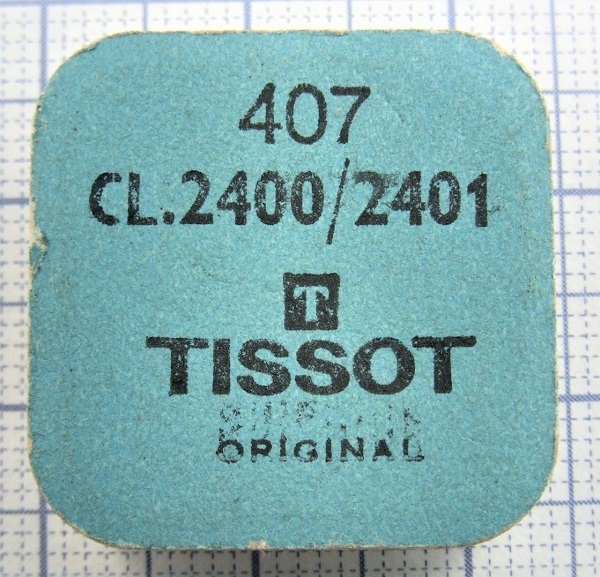 407
CL.2400/2401
T
TISSOT
ORIGINAL